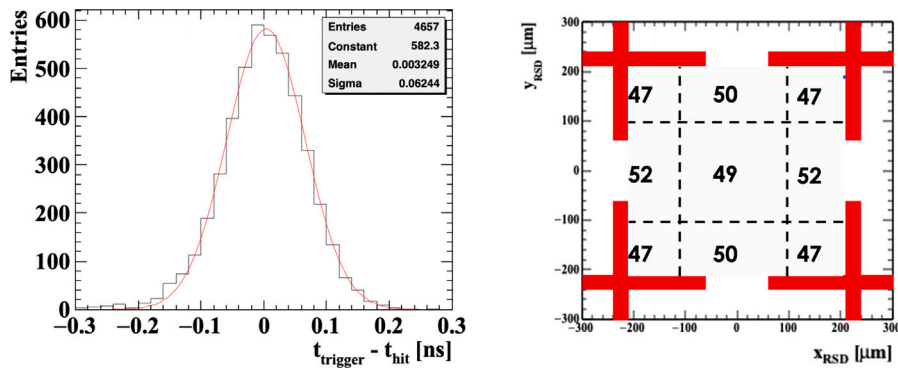 Entries
600
500
400
300
200
100
0
−0.3 −0.2 −0.1 0 0.1 0.2 0.3
t_trigger - t_hit [ns]
Entries 4657
Constant 582.3
Mean 0.003249
Sigma 0.06244
y_RSD [μm]
300
200
100
0
−100
−200
−300
−300 −200 −100 0 100 200 300
x_RSD [μm]
47 50 47
52 49 52
47 50 47